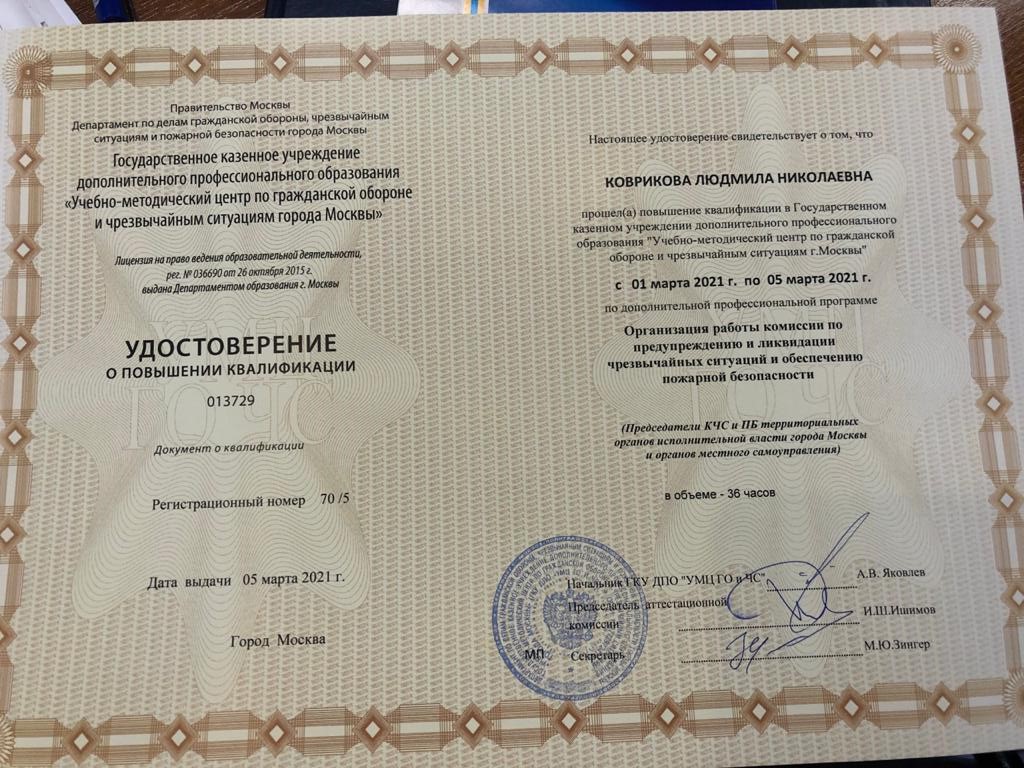 Правительство Москвы
Департамент по делам гражданской обороны, чрезвычайным
ситуациям и пожарной безопасности города Москвы
Государственное казенное учреждение
дополнительного профессионального образования
«Учебно-методический центр по гражданской обороне
и чрезвычайным ситуациям города Москвы»
Лицензия на право ведения образовательной деятельности,
рег. № 036690 от 26 октября 2015 г.
выдана Департаментом образования г. Москвы
УДОСТОВЕРЕНИЕ
О ПОВЫШЕНИИ КВАЛИФИКАЦИИ
013729
Документ о квалификации
Регистрационный номер 70 /5
Дата выдачи 05 марта 2021 г.
Город Москва
Настоящее удостоверение свидетельствует о том, что
КОВРИКОВА ЛЮДМИЛА НИКОЛАЕВНА
прошел(а) повышение квалификации в Государственном
казенном учреждении дополнительного профессионального
образования "Учебно-методический центр по гражданской
обороне и чрезвычайным ситуациям г.Москвы"
с 01 марта 2021 г. по 05 марта 2021 г.
по дополнительной профессиональной программе
Организация работы комиссии по
предупреждению и ликвидации
чрезвычайных ситуаций и обеспечению
пожарной безопасности
(Председатели КЧС и ПБ территориальных
органов исполнительной власти города Москвы
и органов местного самоуправления)
в объеме - 36 часов
Начальник ГКУ ДПО "УМЦ ГО и ЧС" А.В. Яковлев
Председатель аттестационной
комиссии И.Ш.Ишимов
МП Секретарь М.Ю.Зингер
УМЦ
ГОЧС
УМЦ
ГОЧС